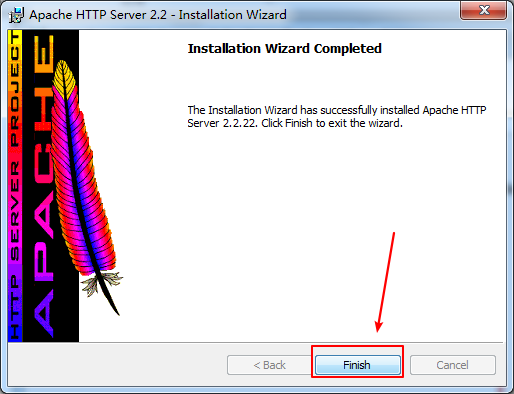 Apache HTTP Server 2.2 - Installation Wizard
HTTP SERVER PROJECT
APACHE
Installation Wizard Completed
The Installation Wizard has successfully installed Apache HTTP
Server 2.2.22. Click Finish to exit the wizard.
< Back
Finish
Cancel